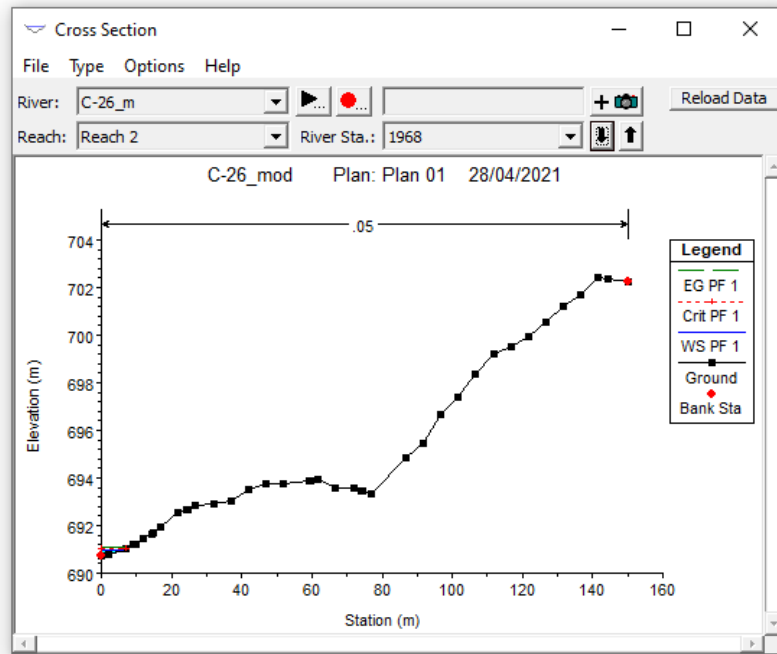 Cross Section
File Type Options Help
River: C-26_m Reload Data
Reach: Reach 2 River Sta.: 1968
C-26_mod Plan: Plan 01 28/04/2021
.05
704
702
700
698
696
694
692
690
Elevation (m)
0 20 40 60 80 100 120 140 160
Station (m)
Legend
EG PF 1
Crit PF 1
WS PF 1
Ground
Bank Sta